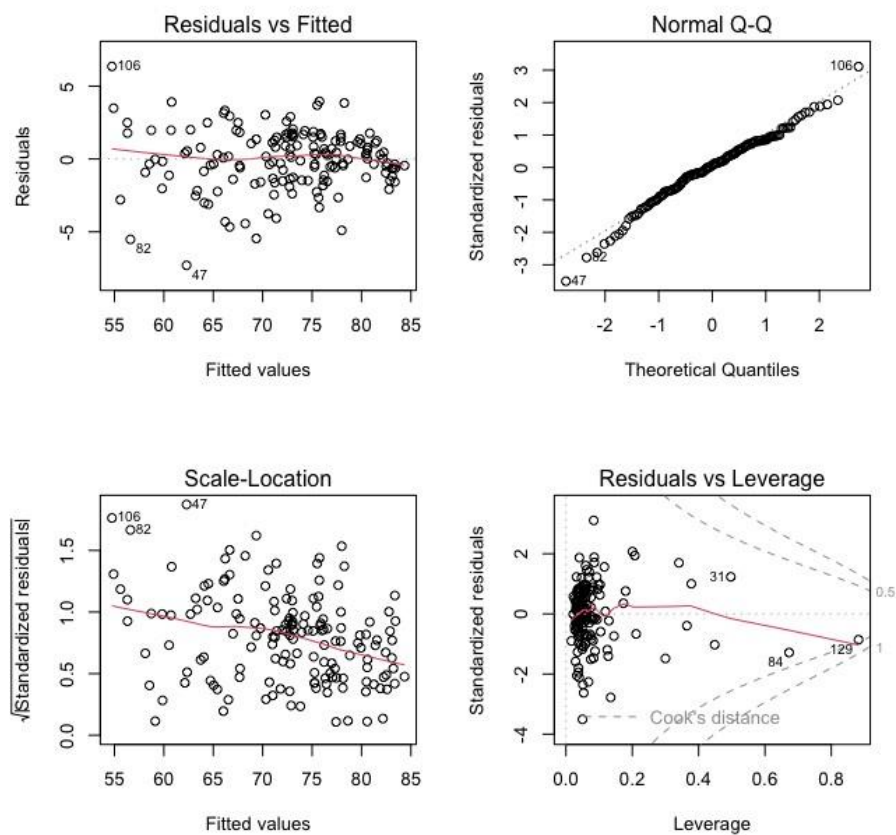 Residuals vs Fitted
Residuals
106
82
47
5
0
-5
55 60 65 70 75 80 85
Fitted values
Normal Q-Q
Standardized residuals
106
82
47
3
2
1
0
-1
-2
-3
-2 -1 0 1 2
Theoretical Quantiles
Scale-Location
√|Standardized residuals|
106
82
47
1.5
1.0
0.5
0.0
55 60 65 70 75 80 85
Fitted values
Residuals vs Leverage
Standardized residuals
31
84
129
0.5
1
2
0
-2
-4
Cook's distance
0.0 0.2 0.4 0.6 0.8
Leverage